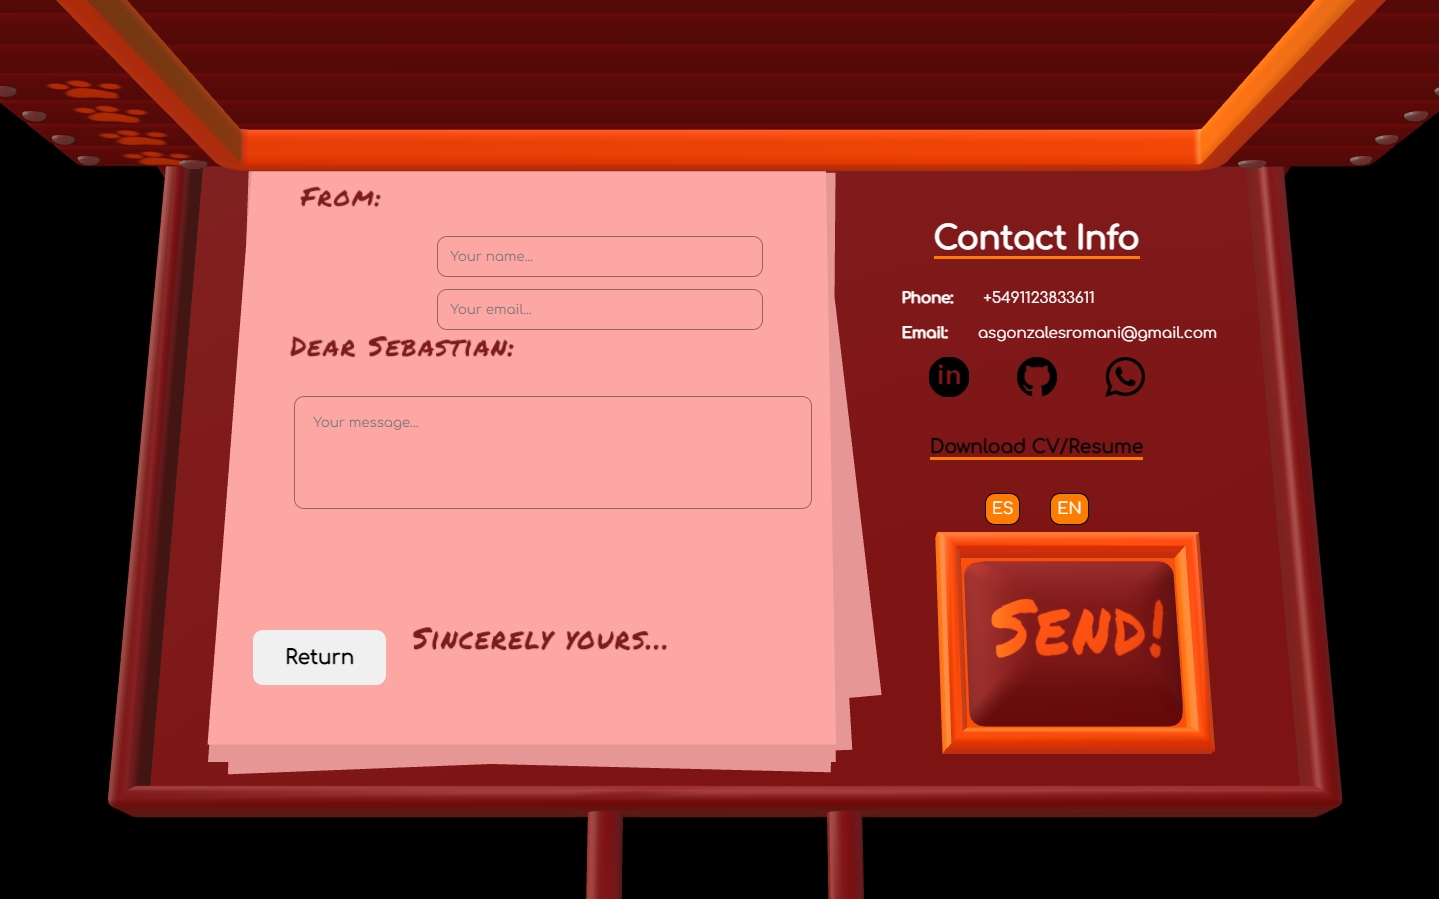 From:
Your name...
Your email...
Dear Sebastian:
Your message...
Return
Sincerely yours...
Contact Info
Phone: +5491123833611
Email: asgonzalesromani@gmail.com
in
Download CV/Resume
ES EN
Send!